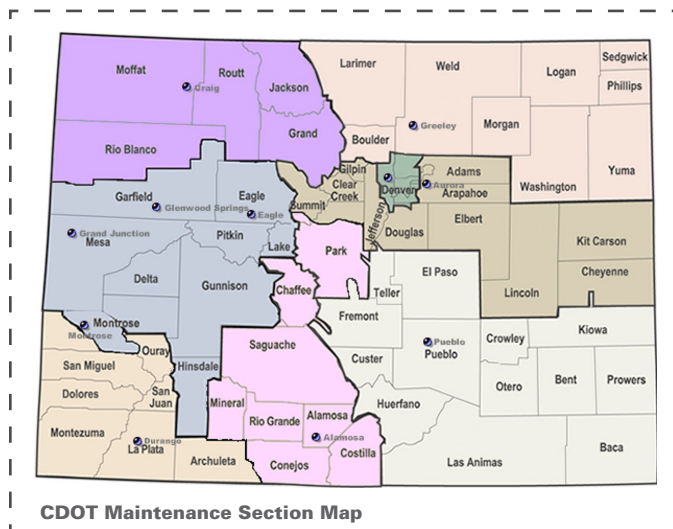 Moffat
Routt
Jackson
Larimer
Weld
Logan
Sedgwick
Phillips
Craig
Grand
Rio Blanco
Boulder
Greeley
Morgan
Washington
Yuma
Garfield
Eagle
Glenwood Springs
Eagle
Summit
Gilpin
Clear
Creek
Jefferson
Denver
Adams
Aurora
Arapahoe
Douglas
Elbert
Kit Carson
Cheyenne
Lincoln
Grand Junction
Mesa
Pitkin
Lake
Park
Delta
Gunnison
Chaffee
Teller
El Paso
Fremont
Montrose
Montrose
Ouray
Hinsdale
Saguache
Custer
Pueblo
Pueblo
Crowley
Kiowa
San Miguel
Dolores
San
Juan
Mineral
Rio Grande
Alamosa
Alamosa
Huerfano
Otero
Bent
Prowers
Montezuma
Durango
La Plata
Archuleta
Conejos
Costilla
Las Animas
Baca
CDOT Maintenance Section Map